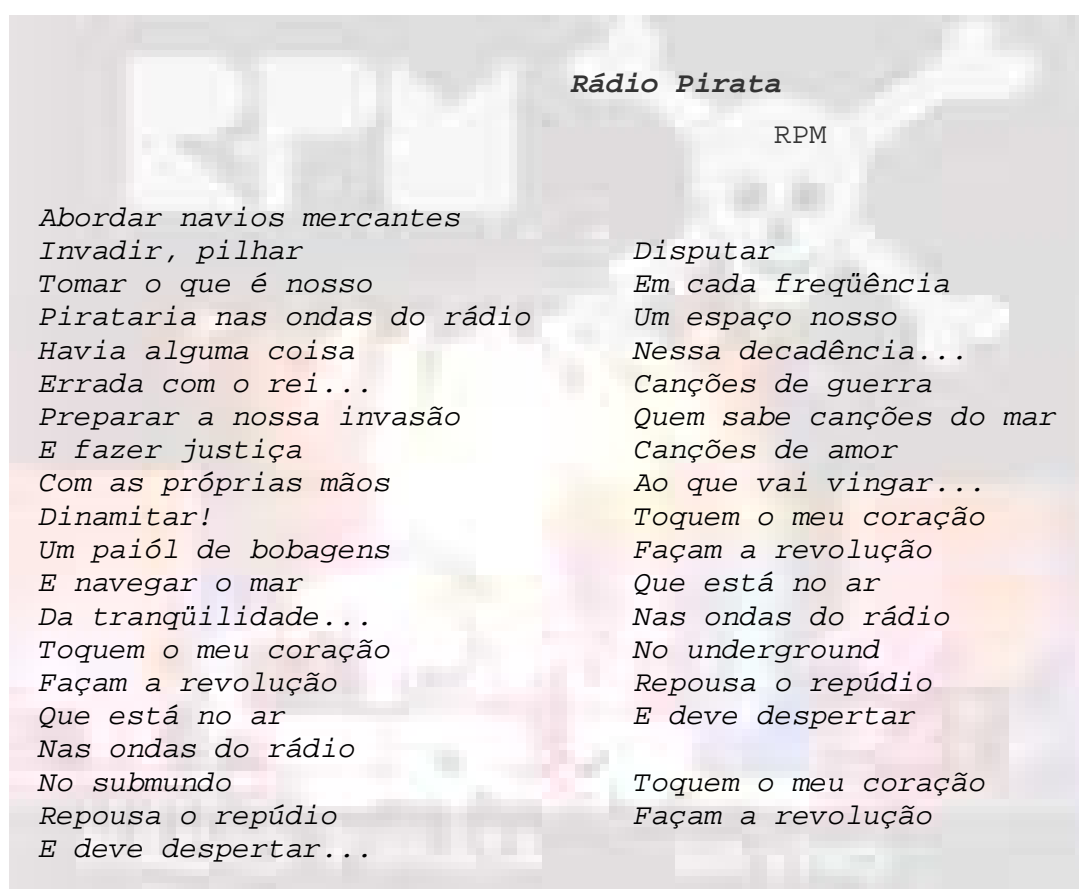 RPM
Rádio Pirata
RPM
Abordar navios mercantes
Invadir, pilhar
Tomar o que é nosso
Pirataria nas ondas do rádio
Havia alguma coisa
Errada com o rei...
Preparar a nossa invasão
E fazer justiça
Com as próprias mãos
Dinamitar!
Um paiól de bobagens
E navegar o mar
Da tranqüilidade...
Toquem o meu coração
Façam a revolução
Que está no ar
Nas ondas do rádio
No submundo
Repousa o repúdio
E deve despertar...
Disputar
Em cada freqüência
Um espaço nosso
Nessa decadência...
Canções de guerra
Quem sabe canções do mar
Canções de amor
Ao que vai vingar...
Toquem o meu coração
Façam a revolução
Que está no ar
Nas ondas do rádio
No underground
Repousa o repúdio
E deve despertar
Toquem o meu coração
Façam a revolução